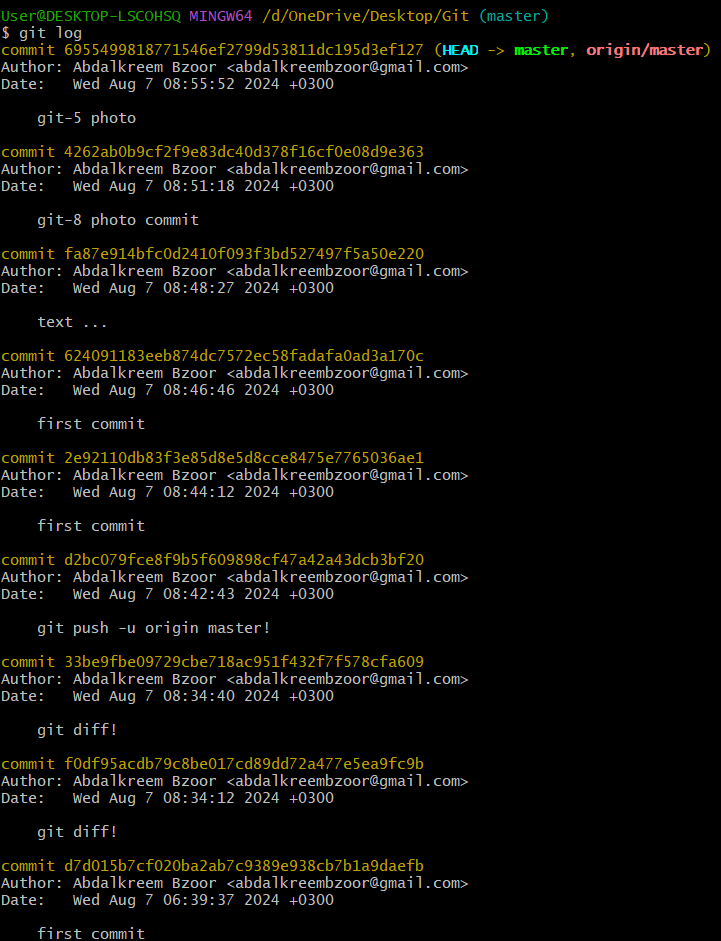 User@DESKTOP-LSCOHSQ MINGW64 /d/OneDrive/Desktop/Git (master)
$ git log
commit 6955499818771546ef2799d53811dc195d3ef127 (HEAD -> master, origin/master)
Author: Abdalkreem Bzoor <abdalkreembzoor@gmail.com>
Date:   Wed Aug 7 08:55:52 2024 +0300
    git-5 photo
commit 4262ab0b9cf2f9e83dc40d378f16cf0e08d9e363
Author: Abdalkreem Bzoor <abdalkreembzoor@gmail.com>
Date:   Wed Aug 7 08:51:18 2024 +0300
    git-8 photo commit
commit fa87e914bfc0d2410f093f3bd527497f5a50e220
Author: Abdalkreem Bzoor <abdalkreembzoor@gmail.com>
Date:   Wed Aug 7 08:48:27 2024 +0300
    text ...
commit 624091183eeb874dc7572ec58fadafa0ad3a170c
Author: Abdalkreem Bzoor <abdalkreembzoor@gmail.com>
Date:   Wed Aug 7 08:46:46 2024 +0300
    first commit
commit 2e92110db83f3e85d8e5d8cce8475e7765036ae1
Author: Abdalkreem Bzoor <abdalkreembzoor@gmail.com>
Date:   Wed Aug 7 08:44:12 2024 +0300
    first commit
commit d2bc079fce8f9b5f609898cf47a42a43dcb3bf20
Author: Abdalkreem Bzoor <abdalkreembzoor@gmail.com>
Date:   Wed Aug 7 08:42:43 2024 +0300
    git push -u origin master!
commit 33be9fbe09729cbe718ac951f432f7f578cfa609
Author: Abdalkreem Bzoor <abdalkreembzoor@gmail.com>
Date:   Wed Aug 7 08:34:40 2024 +0300
    git diff!
commit f0df95acdb79c8be017cd89dd72a477e5ea9fc9b
Author: Abdalkreem Bzoor <abdalkreembzoor@gmail.com>
Date:   Wed Aug 7 08:34:12 2024 +0300
    git diff!
commit d7d015b7cf020ba2ab7c9389e938cb7b1a9daefb
Author: Abdalkreem Bzoor <abdalkreembzoor@gmail.com>
Date:   Wed Aug 7 06:39:37 2024 +0300
    first commit